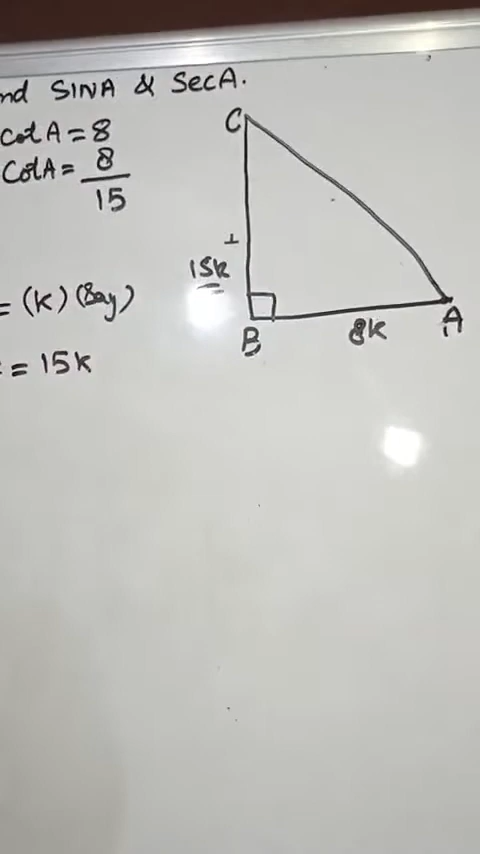 nd SINA & SecA.
cotA = 8
CotA = 8
15
= (k) (Say)
= 15k
C
⊥
15k
B
8k
A